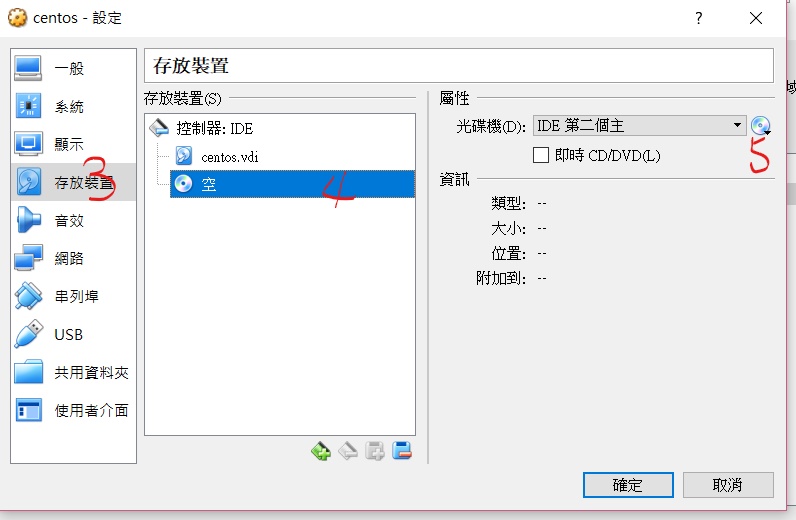 centos - 設定
?
一般
系統
顯示
存放裝置
3
音效
網路
串列埠
USB
共用資料夾
使用者介面
存放裝置
存放裝置(S)
控制器: IDE
centos.vdi
空
4
屬性
光碟機(D): IDE 第二個主
5
即時 CD/DVD(L)
資訊
類型: --
大小: --
位置: --
附加到: --
確定
取消
域